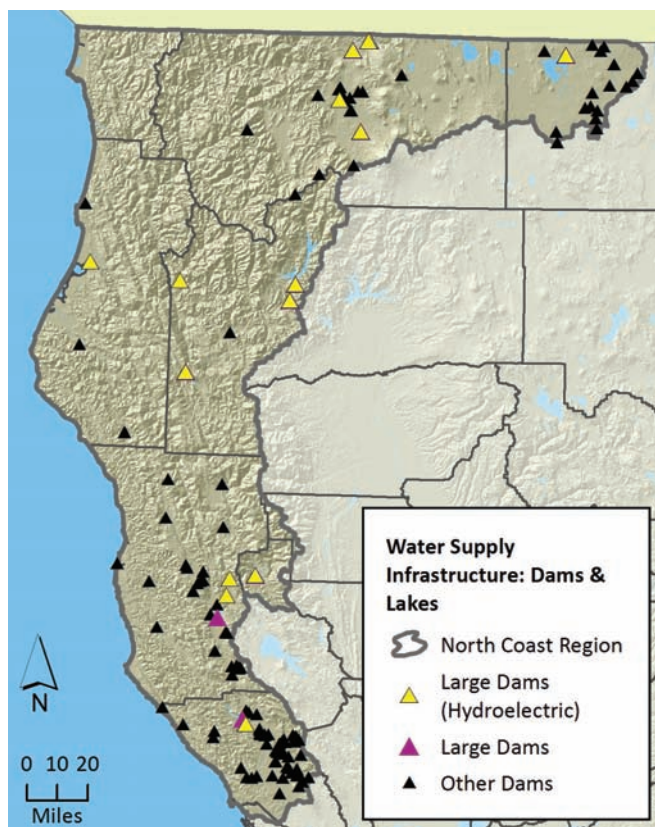 Water Supply
Infrastructure: Dams &
Lakes
North Coast Region
Large Dams
(Hydroelectric)
Large Dams
Other Dams
N
0 10 20
Miles